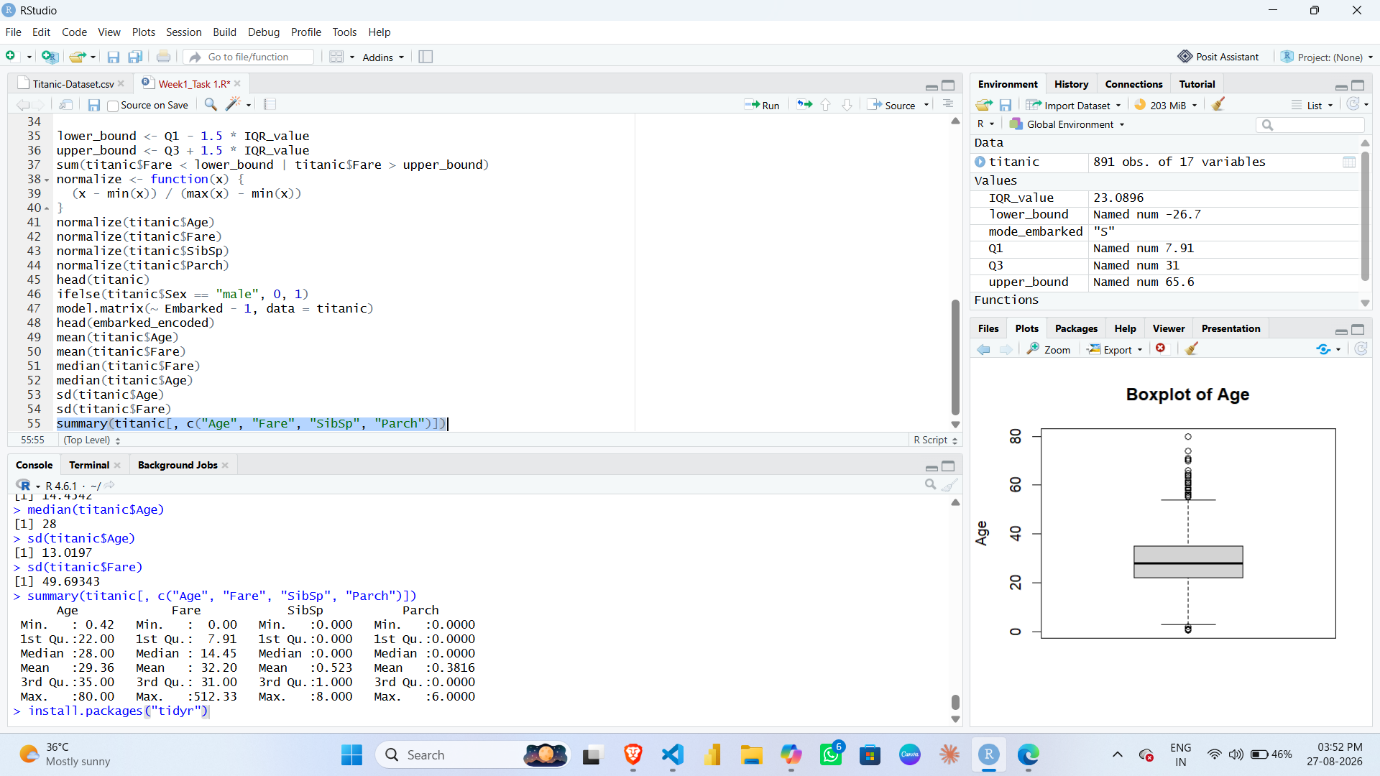 RStudio
File Edit Code View Plots Session Build Debug Profile Tools Help
Go to file/function Addins Posit Assistant Project: (None)
Titanic-Dataset.csv Week1_Task 1.R*
Source on Save Run Source
34
35 lower_bound <- Q1 - 1.5 * IQR_value
36 upper_bound <- Q3 + 1.5 * IQR_value
37 sum(titanic$Fare < lower_bound | titanic$Fare > upper_bound)
38 normalize <- function(x) {
39 (x - min(x)) / (max(x) - min(x))
40 }
41 normalize(titanic$Age)
42 normalize(titanic$Fare)
43 normalize(titanic$SibSp)
44 normalize(titanic$Parch)
45 head(titanic)
46 ifelse(titanic$Sex == "male", 0, 1)
47 model.matrix(~ Embarked - 1, data = titanic)
48 head(embarked_encoded)
49 mean(titanic$Age)
50 mean(titanic$Fare)
51 median(titanic$Fare)
52 median(titanic$Age)
53 sd(titanic$Age)
54 sd(titanic$Fare)
55 summary(titanic[, c("Age", "Fare", "SibSp", "Parch")])
55:55 (Top Level) R Script
Console Terminal Background Jobs
R R 4.6.1 · ~/
[1] 14.4542
> median(titanic$Age)
[1] 28
> sd(titanic$Age)
[1] 13.0197
> sd(titanic$Fare)
[1] 49.69343
> summary(titanic[, c("Age", "Fare", "SibSp", "Parch")])
Age Fare SibSp Parch
Min. : 0.42 Min. : 0.00 Min. :0.000 Min. :0.0000
1st Qu.:22.00 1st Qu.: 7.91 1st Qu.:0.000 1st Qu.:0.0000
Median :28.00 Median : 14.45 Median :0.000 Median :0.0000
Mean :29.36 Mean : 32.20 Mean :0.523 Mean :0.3816
3rd Qu.:35.00 3rd Qu.: 31.00 3rd Qu.:1.000 3rd Qu.:0.0000
Max. :80.00 Max. :512.33 Max. :8.000 Max. :6.0000
> install.packages("tidyr")
Environment History Connections Tutorial
Import Dataset 203 MiB List
R Global Environment
Data
titanic 891 obs. of 17 variables
Values
IQR_value 23.0896
lower_bound Named num -26.7
mode_embarked "S"
Q1 Named num 7.91
Q3 Named num 31
upper_bound Named num 65.6
Functions
Files Plots Packages Help Viewer Presentation
Zoom Export
Boxplot of Age
Age
80
60
40
20
0
36°C
Mostly sunny
Search
6
ENG
IN
46%
03:52 PM
27-08-2026